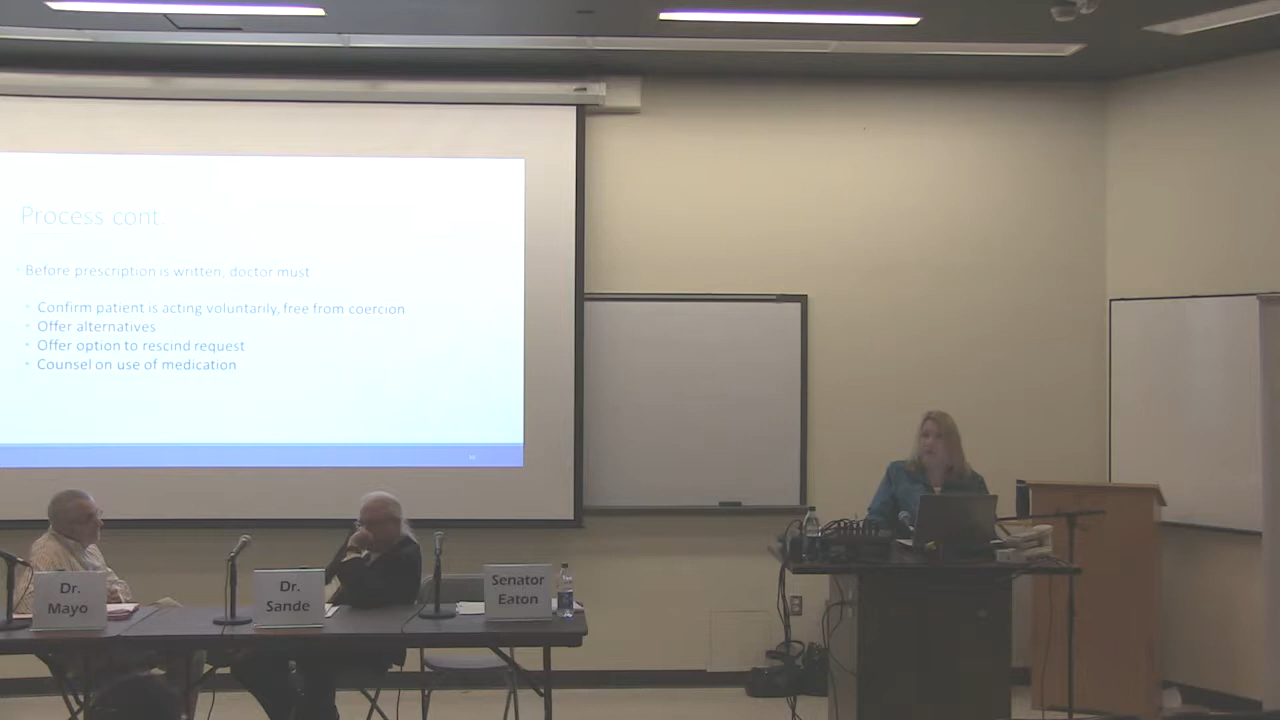 Process cont.
Before prescription is written, doctor must
Confirm patient is acting voluntarily, free from coercion
Offer alternatives
Offer option to rescind request
Counsel on use of medication
Dr.
Mayo
Dr.
Sande
Senator
Eaton